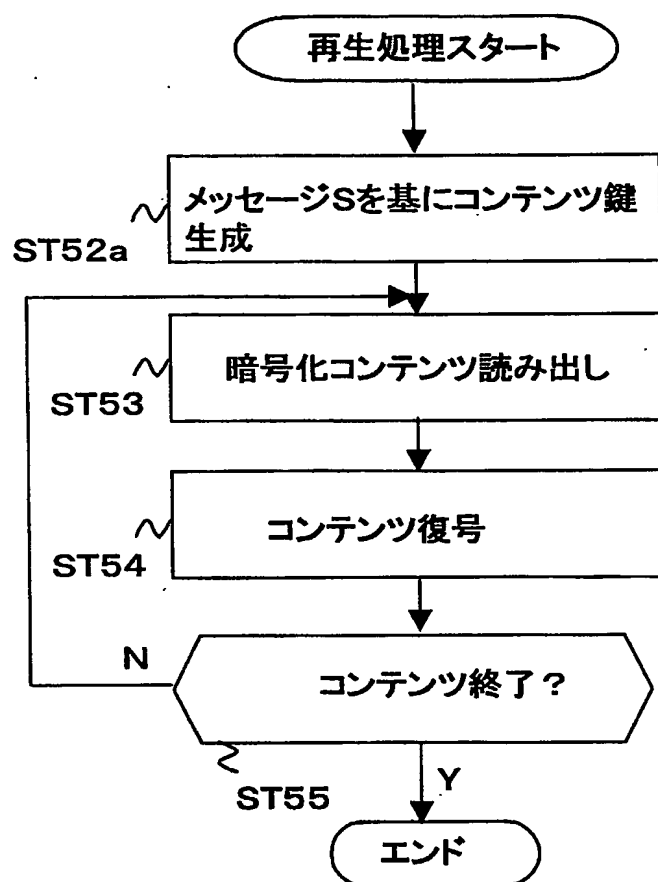 再生処理スタート
メッセージSを基にコンテンツ鍵
生成
ST52a
暗号化コンテンツ読み出し
ST53
コンテンツ復号
ST54
N
コンテンツ終了?
ST55
Y
エンド